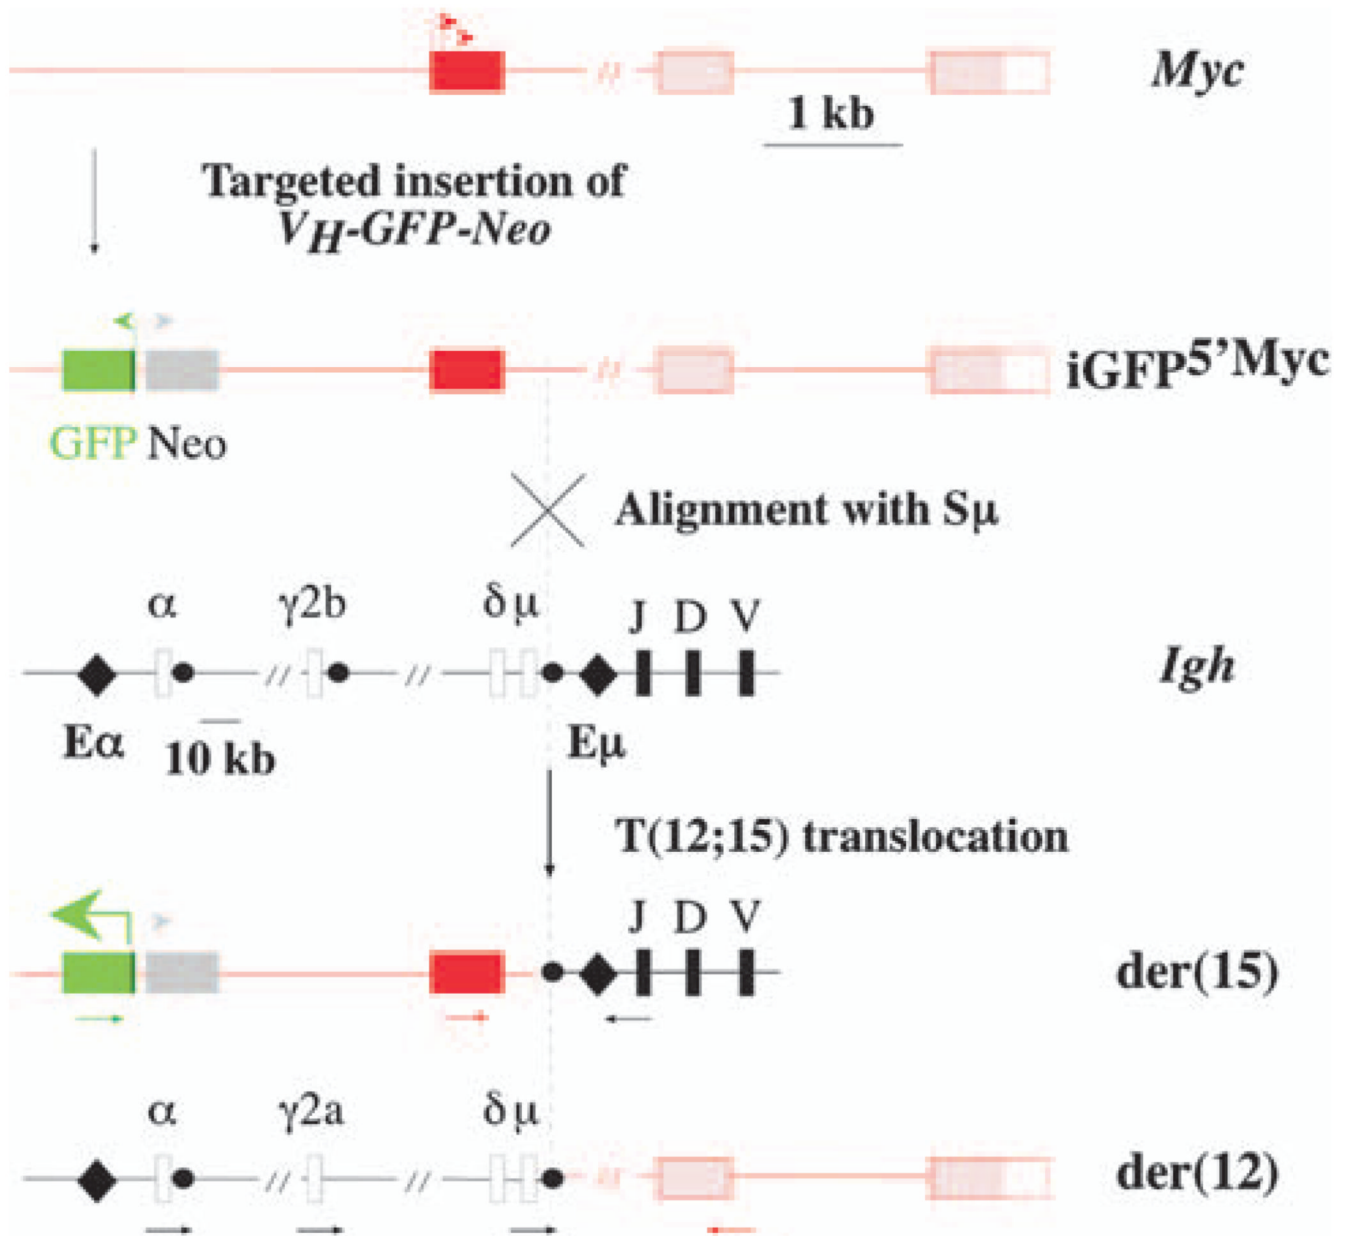 Myc
1 kb
Targeted insertion of
VH-GFP-Neo
iGFP5'Myc
GFP Neo
Alignment with Sμ
α γ2b δ μ J D V
Igh
Eα 10 kb Eμ
T(12;15) translocation
J D V
der(15)
α γ2a δ μ
der(12)